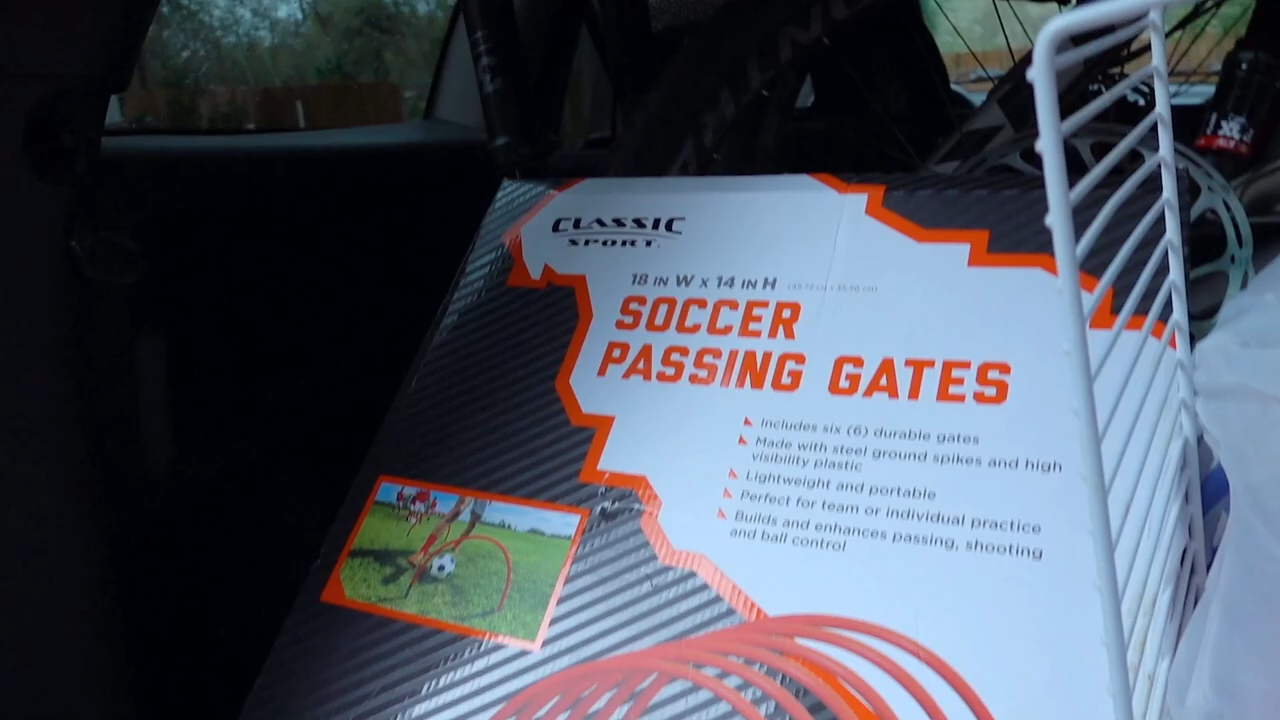 CLASSIC
SPORT.
18 IN W X 14 IN H
SOCCER
PASSING GATES
Includes six (6) durable gates
Made with steel ground spikes and high
visibility plastic
Lightweight and portable
Perfect for team or individual practice
Builds and enhances passing, shooting
and ball control